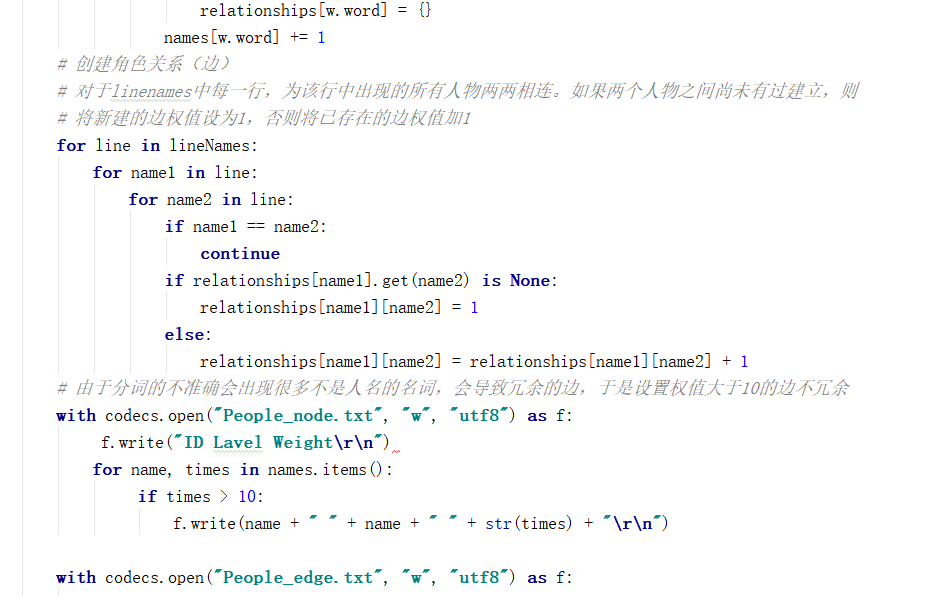 relationships[w.word] = {}
names[w.word] += 1
# 创建角色关系（边）
# 对于linenames中每一行，为该行中出现的所有人物两两相连。如果两个人物之间尚未有过建立，则
# 将新建的边权值设为1，否则将已存在的边权值加1
for line in lineNames:
for name1 in line:
for name2 in line:
if name1 == name2:
continue
if relationships[name1].get(name2) is None:
relationships[name1][name2] = 1
else:
relationships[name1][name2] = relationships[name1][name2] + 1
# 由于分词的不准确会出现很多不是人名的名词，会导致冗余的边，于是设置权值大于10的边不冗余
with codecs.open("People_node.txt", "w", "utf8") as f:
f.write("ID Lavel Weight\r\n")
for name, times in names.items():
if times > 10:
f.write(name + " " + name + " " + str(times) + "\r\n")
with codecs.open("People_edge.txt", "w", "utf8") as f: